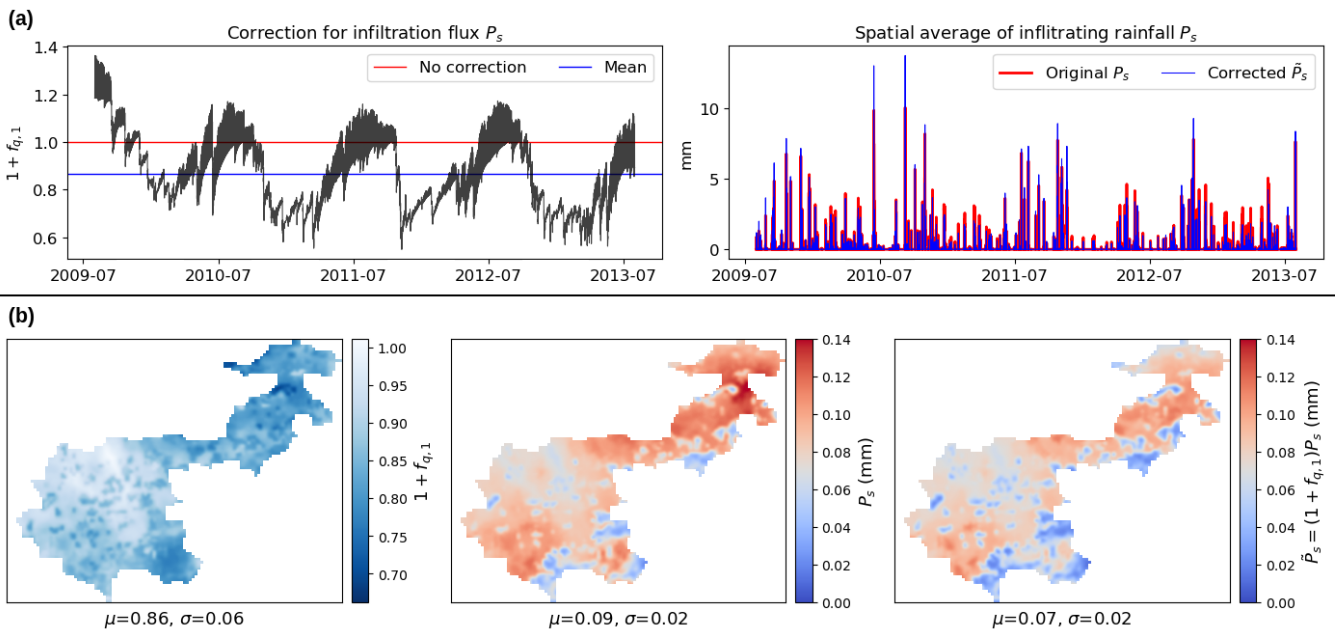 (a)
Correction for infiltration flux P_s
1.4
1.2
1.0
0.8
0.6
1 + f_{q,1}
No correction
Mean
2009-07
2010-07
2011-07
2012-07
2013-07
Spatial average of inflitrating rainfall P_s
10
5
0
mm
Original P_s
Corrected P̃_s
2009-07
2010-07
2011-07
2012-07
2013-07
(b)
1.00
0.95
0.90
0.85
0.80
0.75
0.70
1 + f_{q,1}
μ=0.86, σ=0.06
0.14
0.12
0.10
0.08
0.06
0.04
0.02
0.00
P_s (mm)
μ=0.09, σ=0.02
0.14
0.12
0.10
0.08
0.06
0.04
0.02
0.00
P̃_s = (1 + f_{q,1})P_s (mm)
μ=0.07, σ=0.02